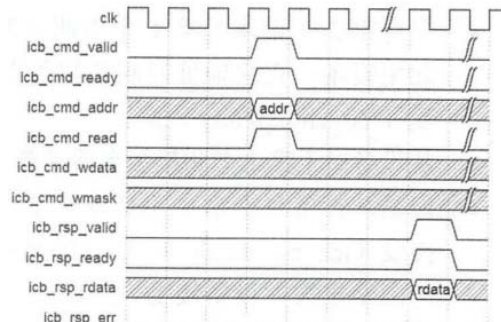 clk
icb_cmd_valid
icb_cmd_ready
icb_cmd_addr
addr
icb_cmd_read
icb_cmd_wdata
icb_cmd_wmask
icb_rsp_valid
icb_rsp_ready
icb_rsp_rdata
rdata
icb_rsp_err